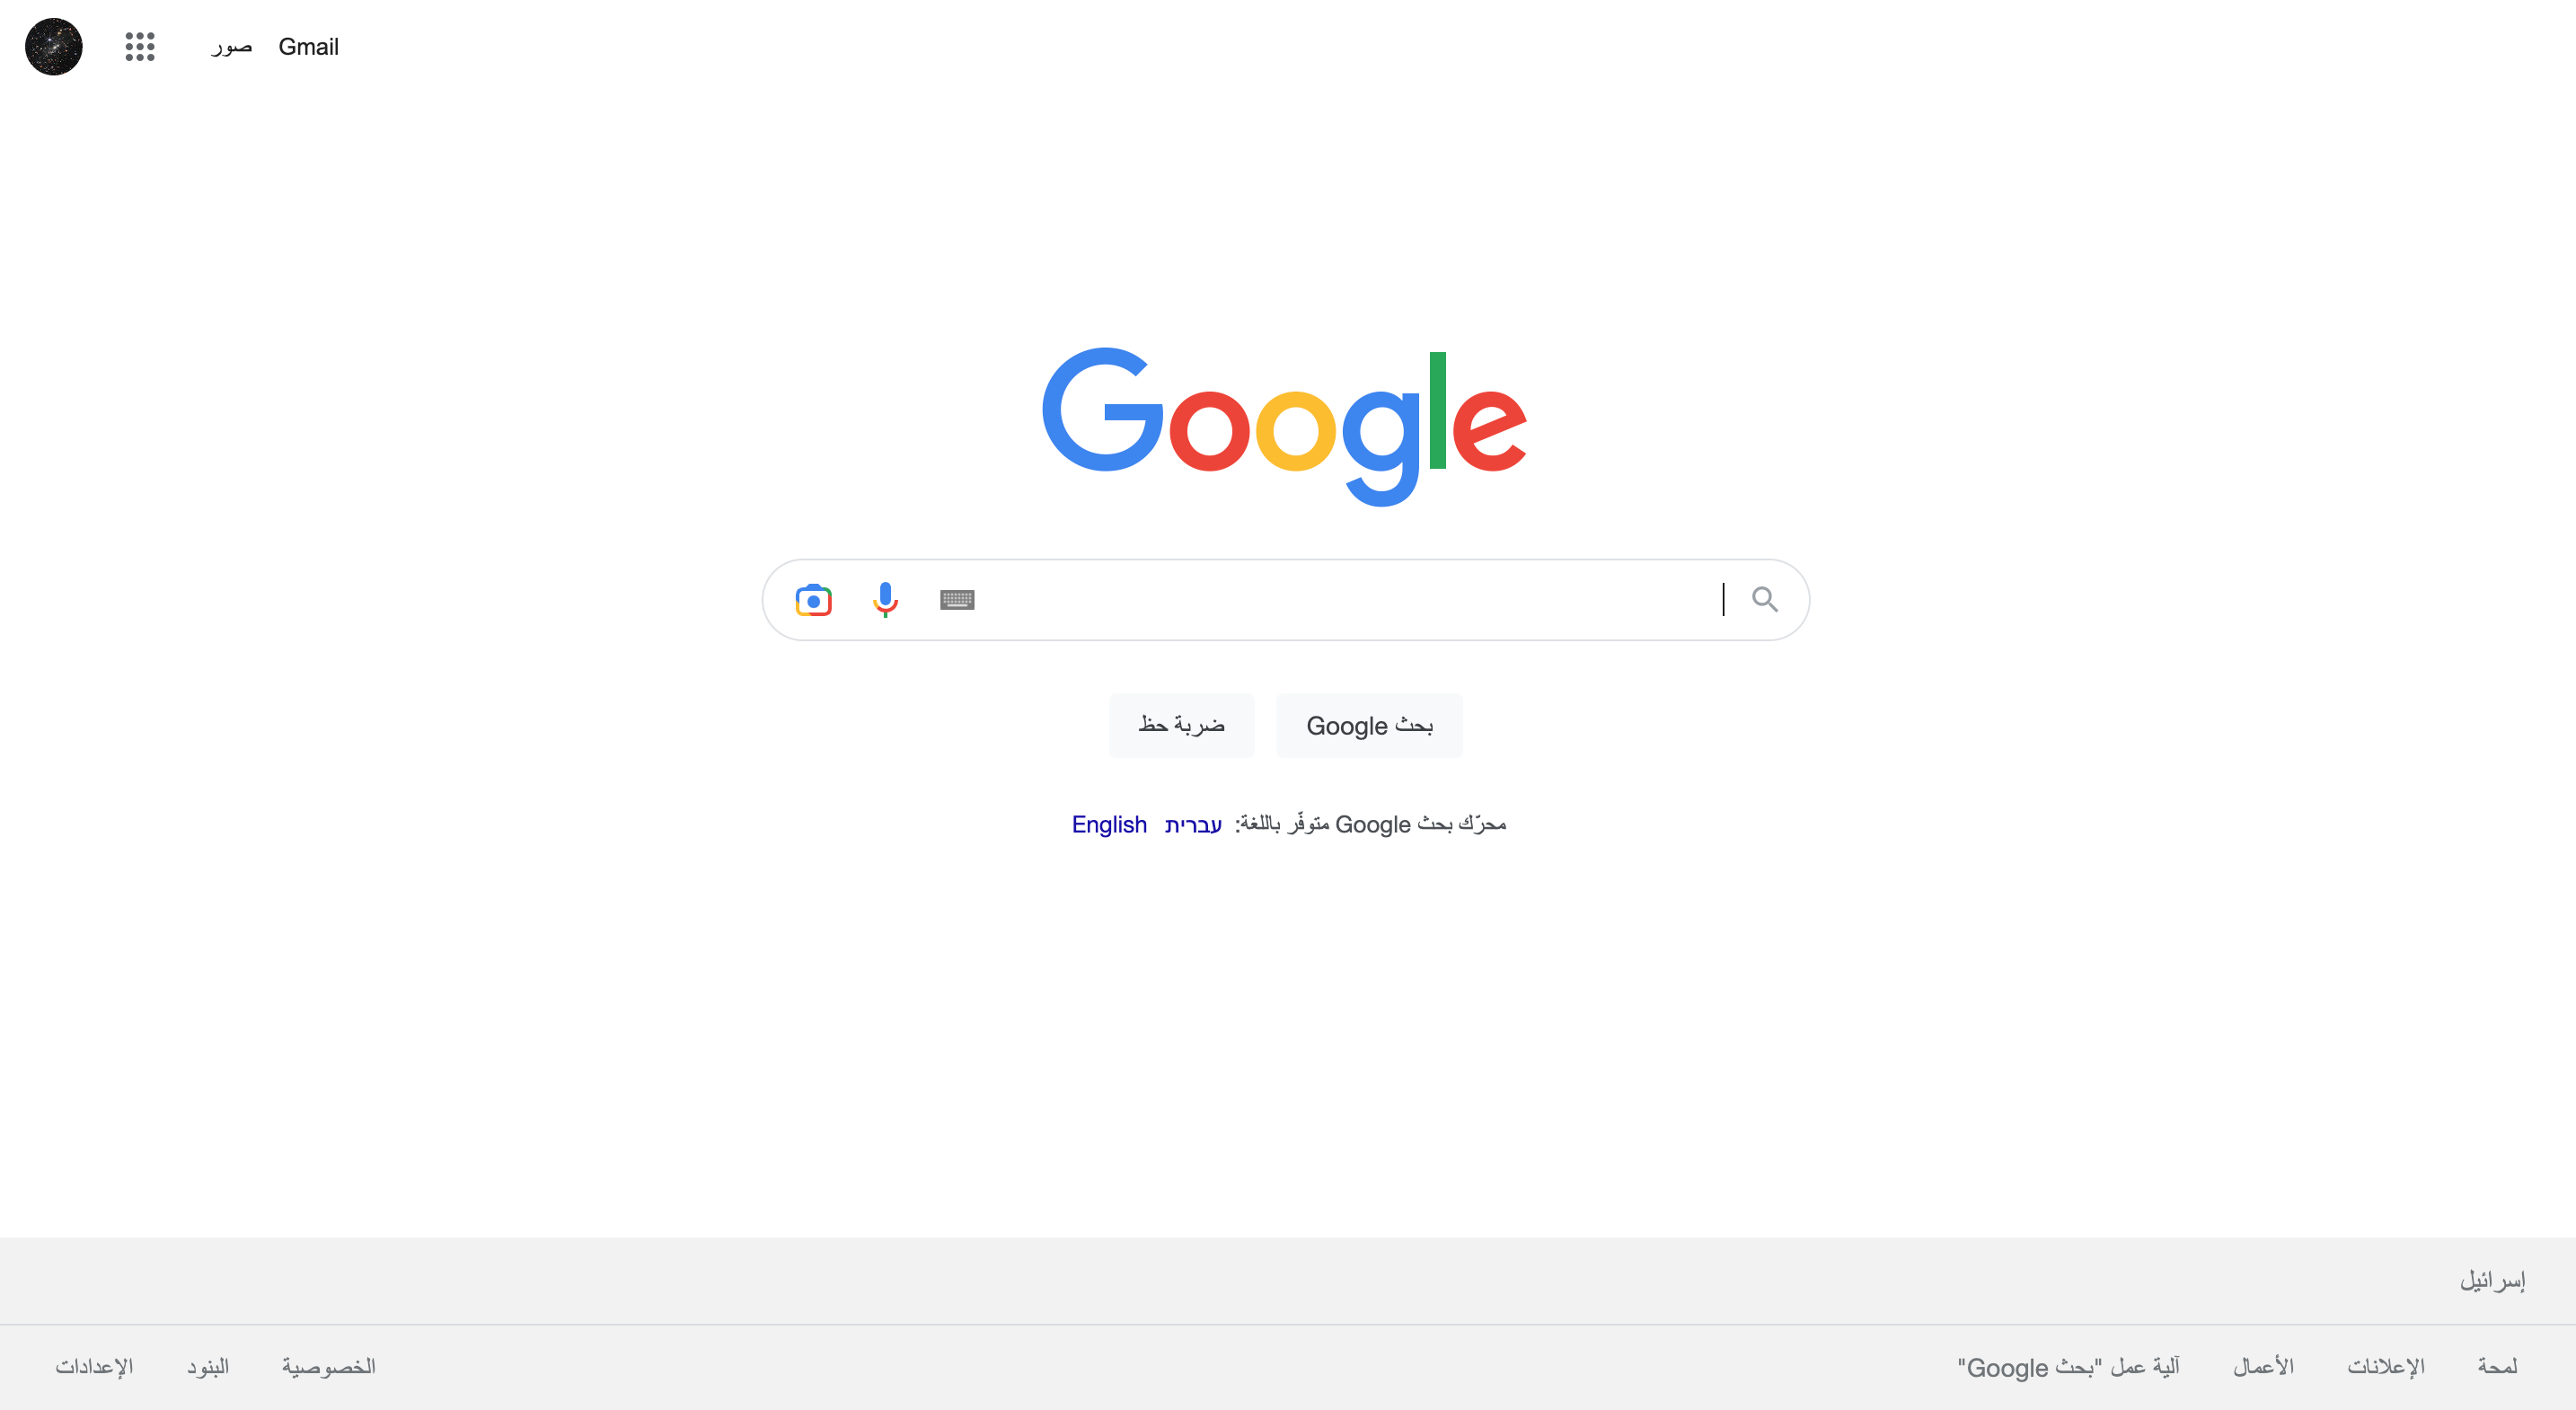 Gmail صور
Google
بحث Google ضربة حظ
محرّك بحث Google متوفّر باللغة: עברית English
إسرائيل
لمحة الإعلانات الأعمال آلية عمل "بحث Google" الخصوصية البنود الإعدادات